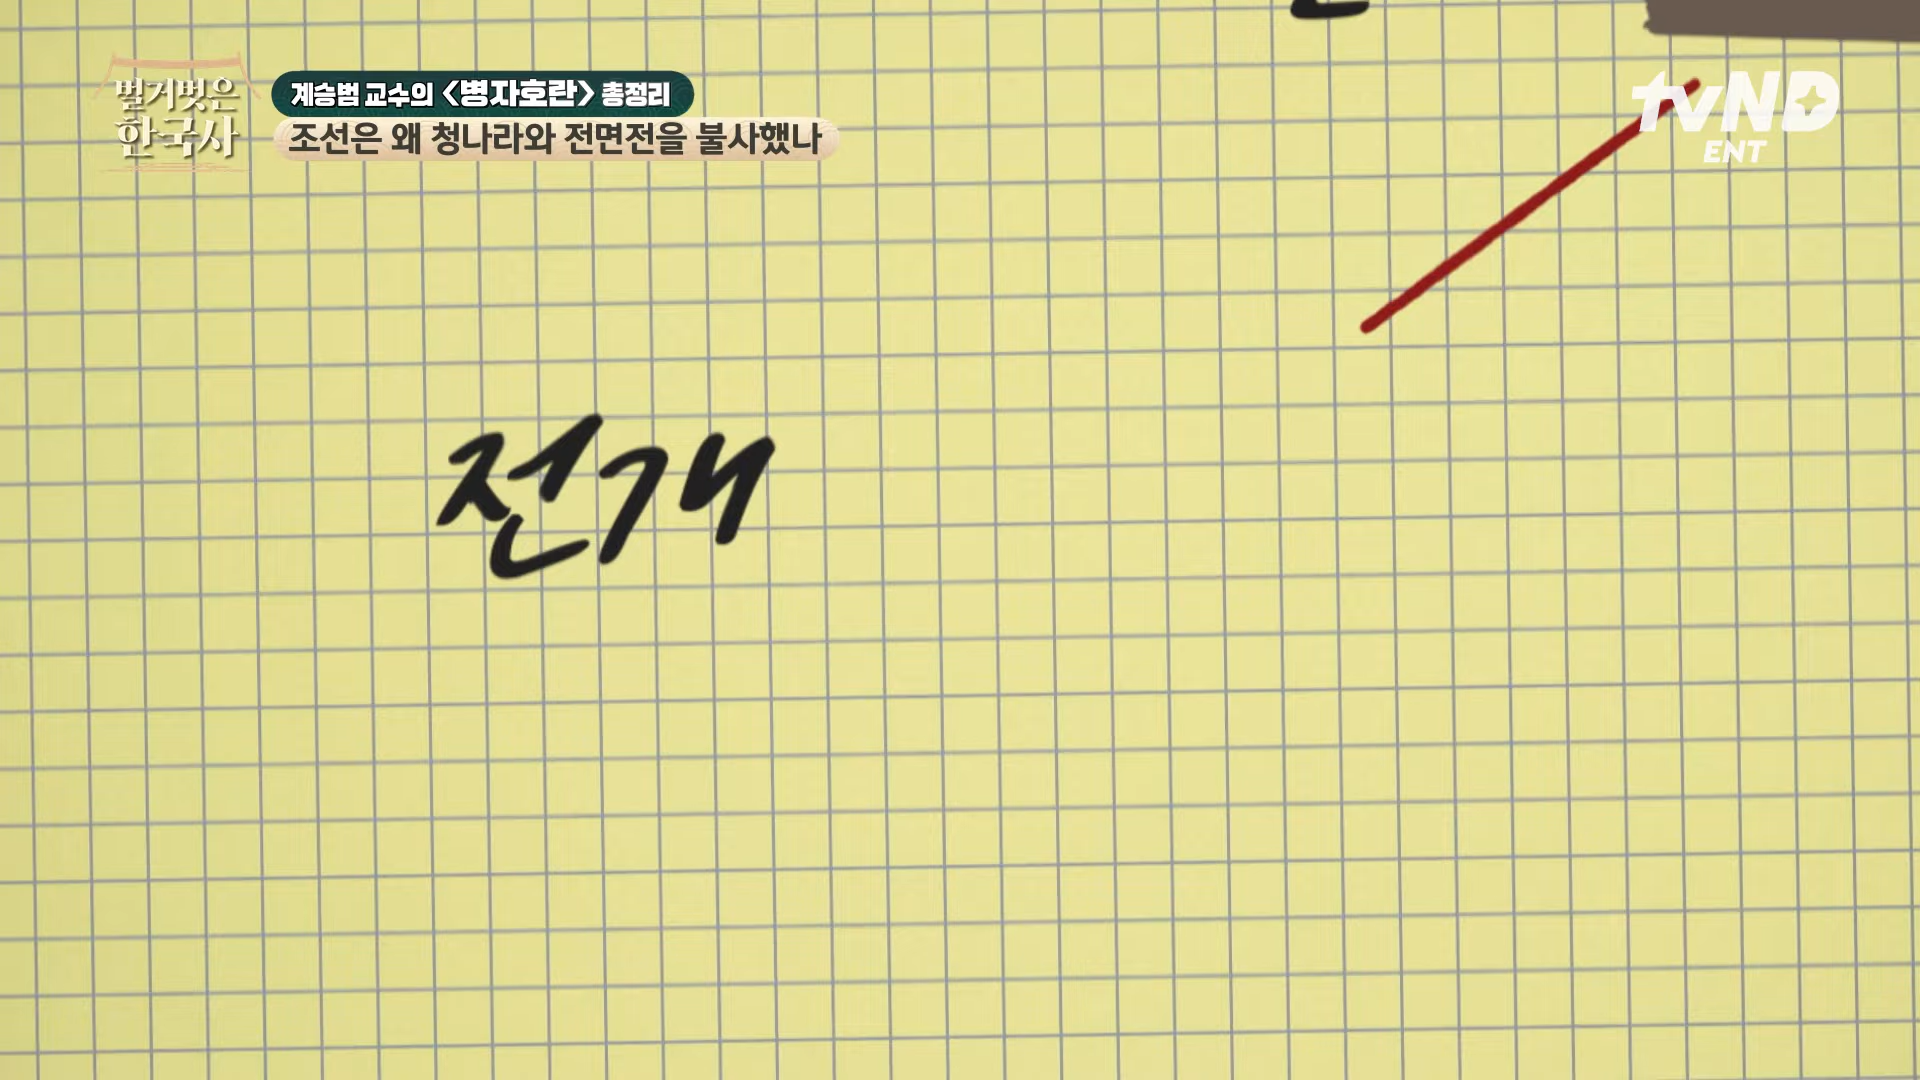 벌거벗은
한국사
계승범 교수의 <병자호란> 총정리
조선은 왜 청나라와 전면전을 불사했나
tvN D
ENT
전개